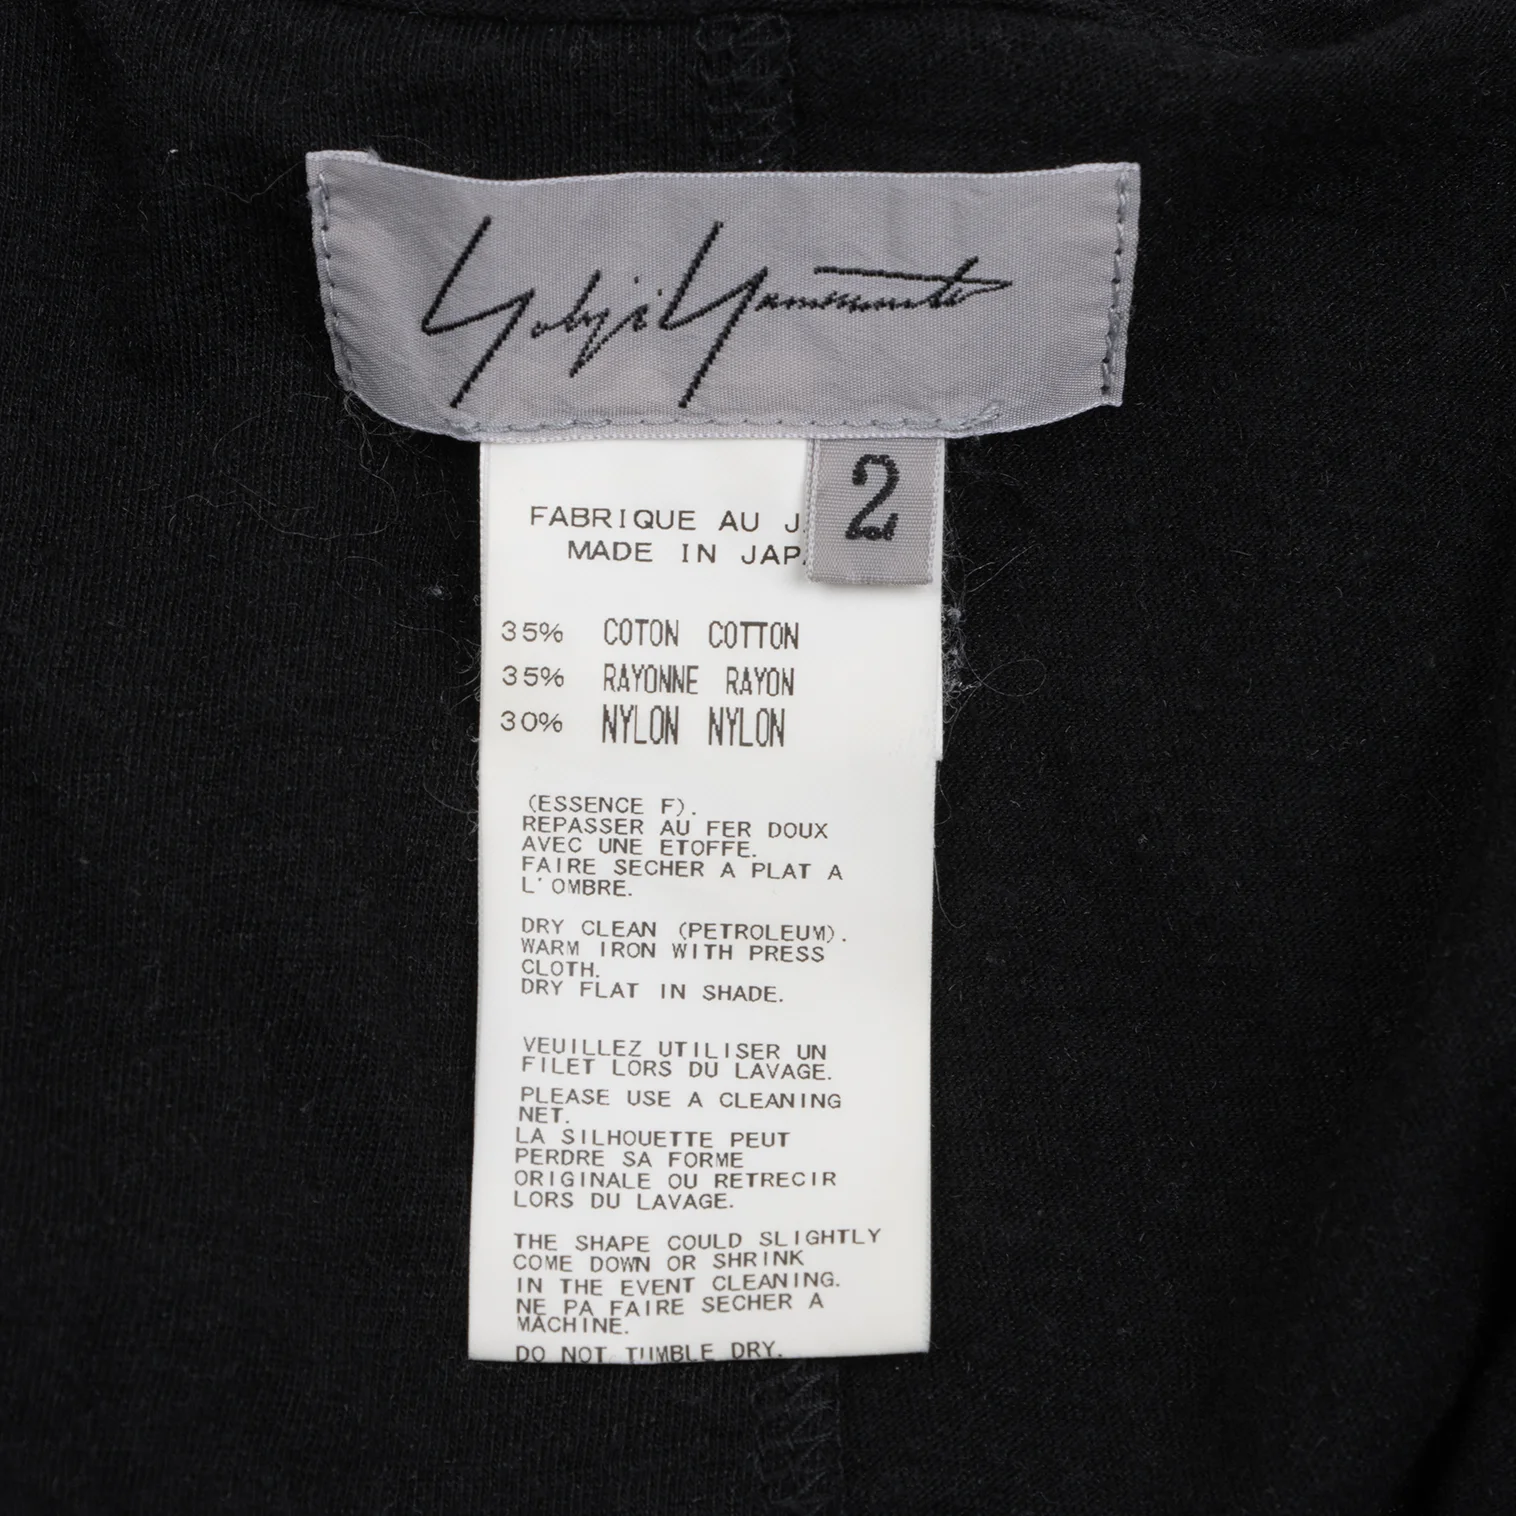 Yohji Yamamoto
2
FABRIQUE AU J
MADE IN JAPA
35% COTON COTTON
35% RAYONNE RAYON
30% NYLON NYLON
(ESSENCE F).
REPASSER AU FER DOUX
AVEC UNE ETOFFE.
FAIRE SECHER A PLAT A
L'OMBRE.
DRY CLEAN (PETROLEUM).
WARM IRON WITH PRESS
CLOTH.
DRY FLAT IN SHADE.
VEUILLEZ UTILISER UN
FILET LORS DU LAVAGE.
PLEASE USE A CLEANING
NET.
LA SILHOUETTE PEUT
PERDRE SA FORME
ORIGINALE OU RETRECIR
LORS DU LAVAGE.
THE SHAPE COULD SLIGHTLY
COME DOWN OR SHRINK
IN THE EVENT CLEANING.
NE PA FAIRE SECHER A
MACHINE.
DO NOT TUMBLE DRY.